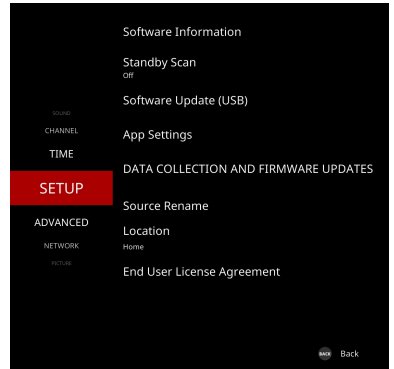 Software Information
Standby Scan
Off
Software Update (USB)
SOUND
CHANNEL
App Settings
TIME
DATA COLLECTION AND FIRMWARE UPDATES
SETUP
Source Rename
ADVANCED
Location
NETWORK
Home
PICTURE
End User License Agreement
BACK Back